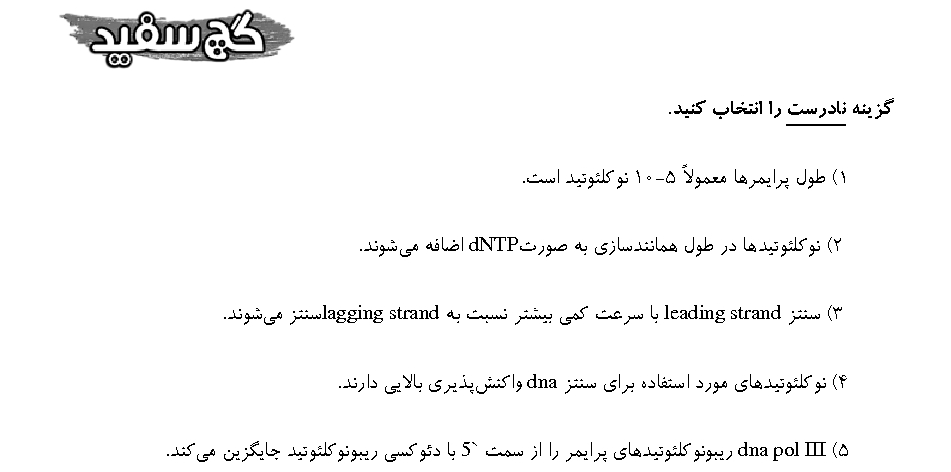 گچ سفید
گزینه نادرست را انتخاب کنید.
۱) طول پرایمرها معمولاً ۵-۱۰ نوکلئوتید است.
۲) نوکلئوتیدها در طول همانندسازی به صورتdNTP اضافه می‌شوند.
۳) سنتز leading strand با سرعت کمی بیشتر نسبت به lagging strandسنتز می‌شوند.
۴) نوکلئوتیدهای مورد استفاده برای سنتز dna واکنش‌پذیری بالایی دارند.
۵) dna pol III ریبونوکلئوتیدهای پرایمر را از سمت 5` با دئوکسی ریبونوکلئوتید جایگزین می‌کند.